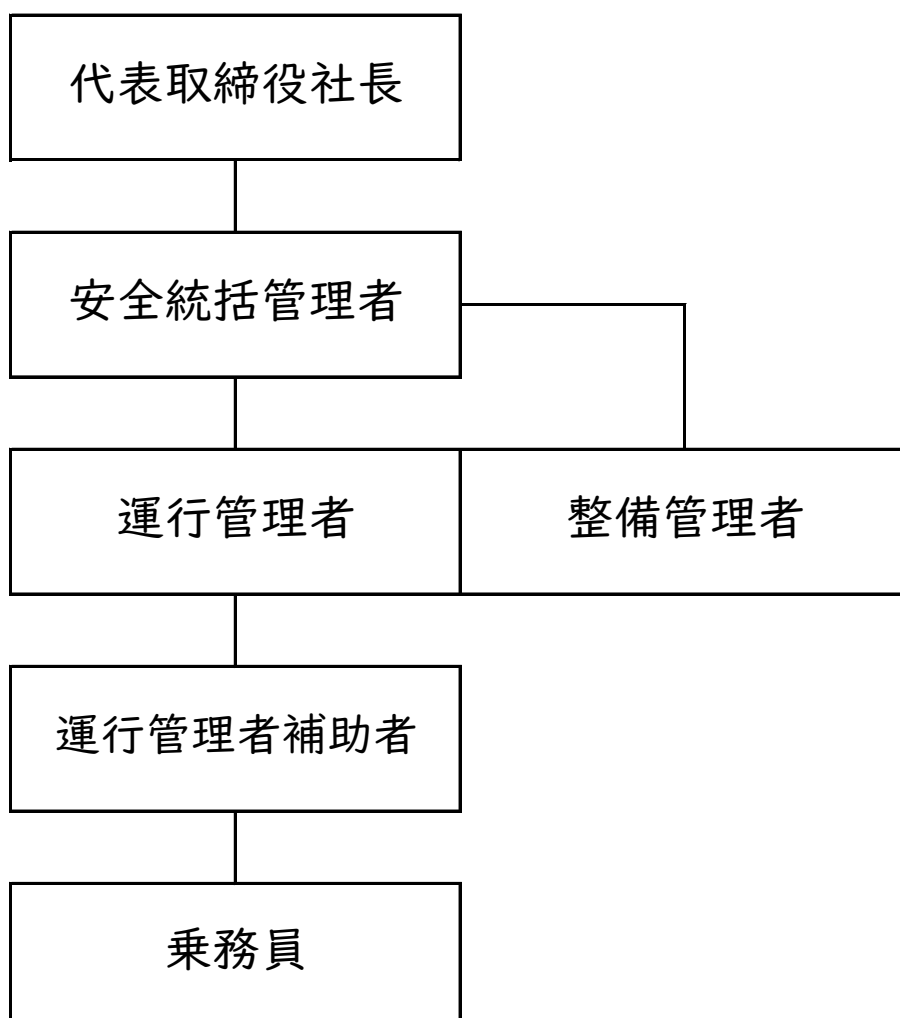 代表取締役社長
安全統括管理者
運行管理者
整備管理者
運行管理者補助者
乗務員